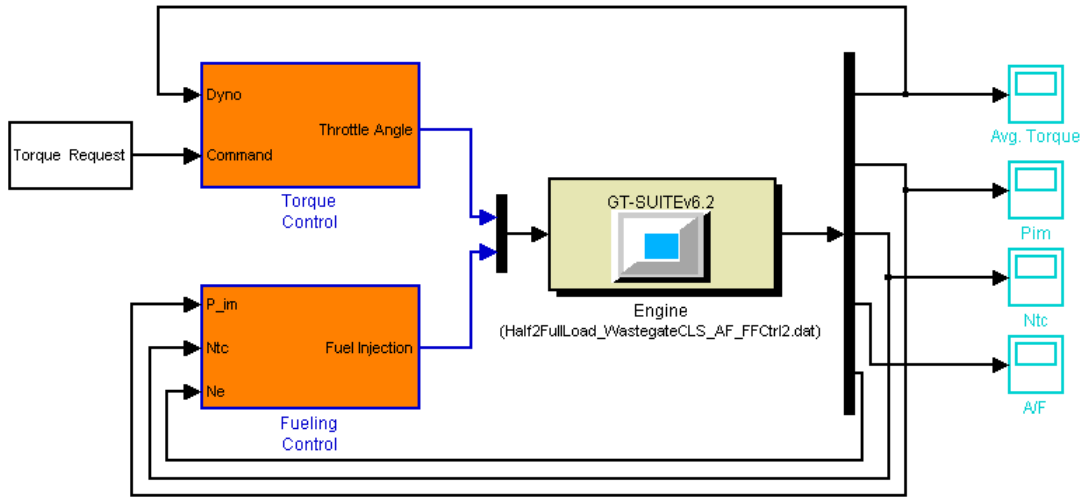 Dyno
Throttle Angle
Avg. Torque
Torque Request
Command
Torque
Control
GT-SUITEv6.2
Pim
P_im
Engine
Ntc
(Half2FullLoad_WastegateCLS_AF_FFCtrl2.dat)
Ntc
Fuel Injection
Ne
A/F
Fueling
Control